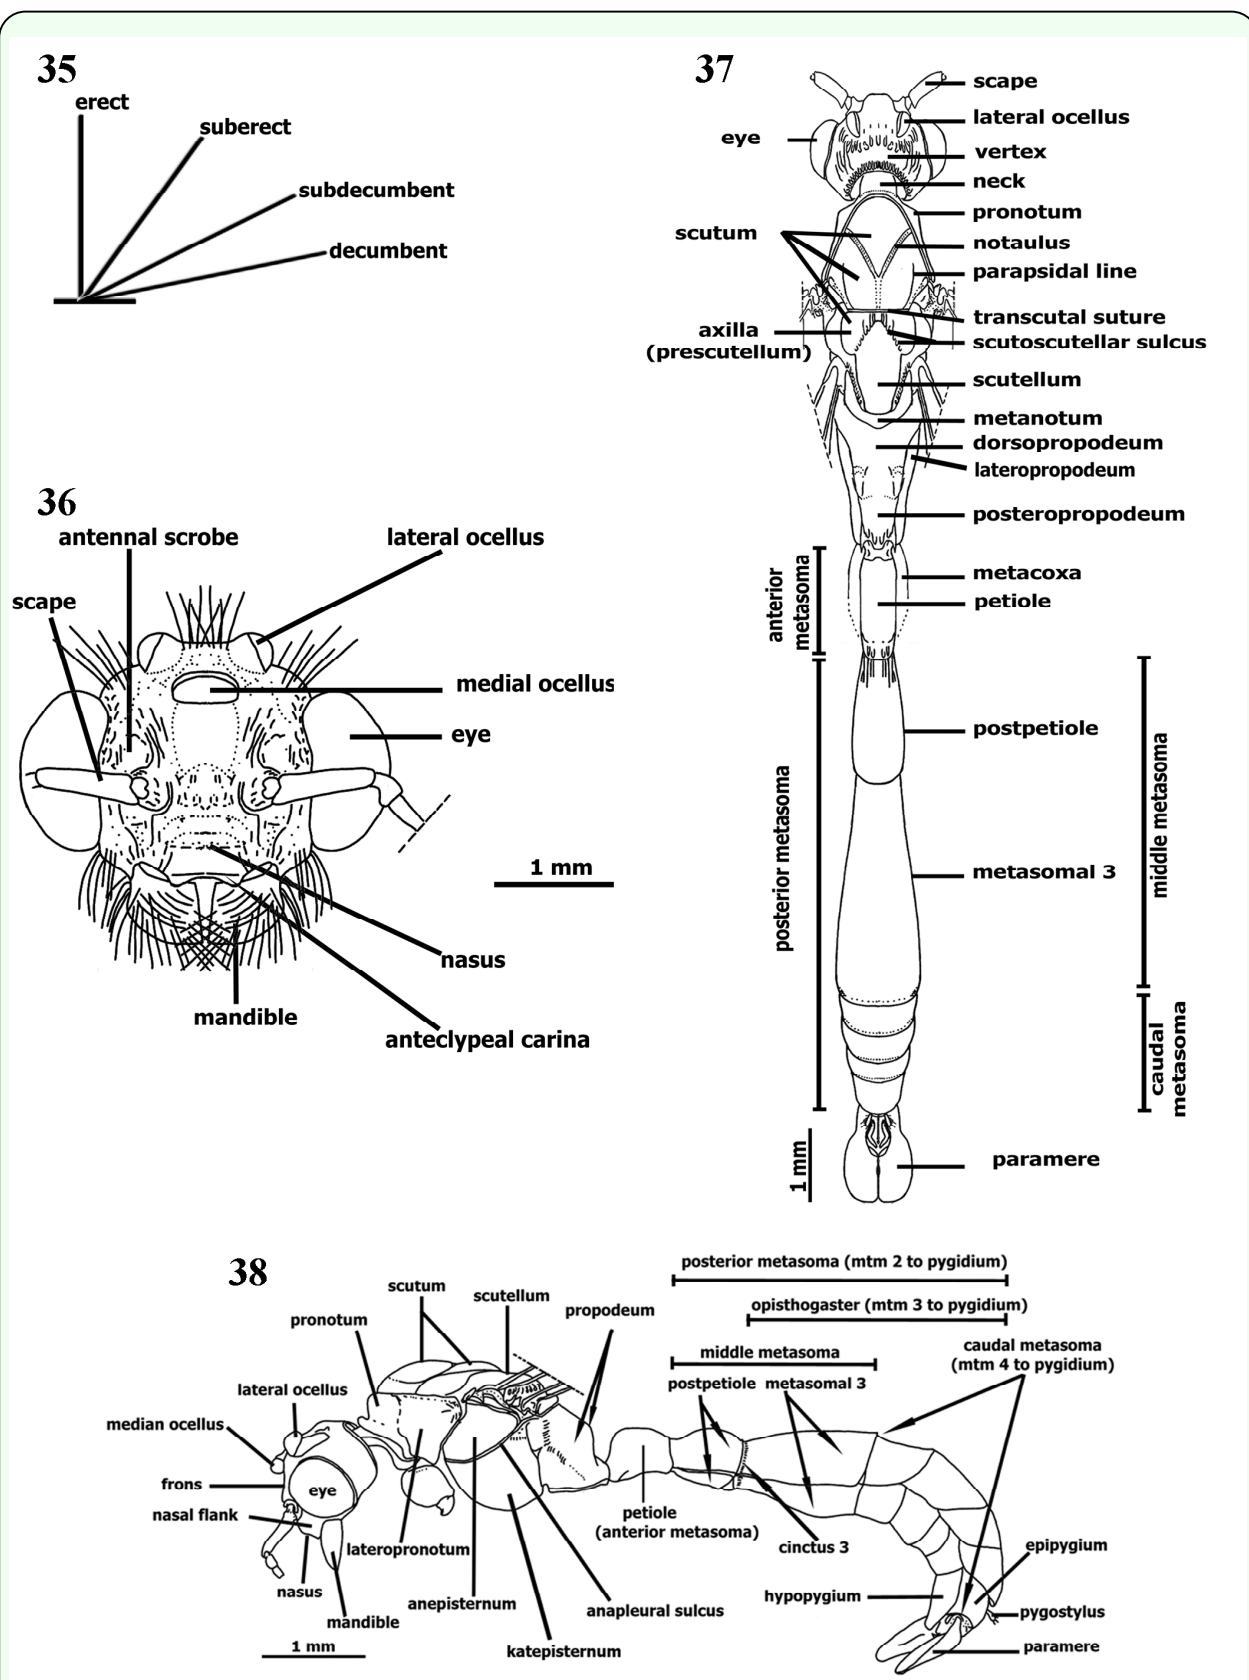 35
erect
suberect
subdecumbent
decumbent
36
antennal scrobe
lateral ocellus
scape
medial ocellus
eye
1 mm
nasus
mandible
anteclypeal carina
37
scape
lateral ocellus
eye
vertex
neck
pronotum
scutum
notaulus
parapsidal line
transcutal suture
axilla
(prescutellum)
scutoscutellar sulcus
scutellum
metanotum
dorsopropodeum
lateropropodeum
posteropropodeum
anterior
metasoma
metacoxa
petiole
postpetiole
middle metasoma
posterior metasoma
metasomal 3
caudal
metasoma
1 mm
paramere
38
posterior metasoma (mtm 2 to pygidium)
scutum
scutellum
propodeum
opisthogaster (mtm 3 to pygidium)
pronotum
middle metasoma
caudal metasoma
(mtm 4 to pygidium)
lateral ocellus
postpetiole
metasomal 3
median ocellus
frons
eye
nasal flank
petiole
(anterior metasoma)
lateropronotum
cinctus 3
epipygium
nasus
anepisternum
anapleural sulcus
hypopygium
pygostylus
mandible
katepisternum
paramere
1 mm